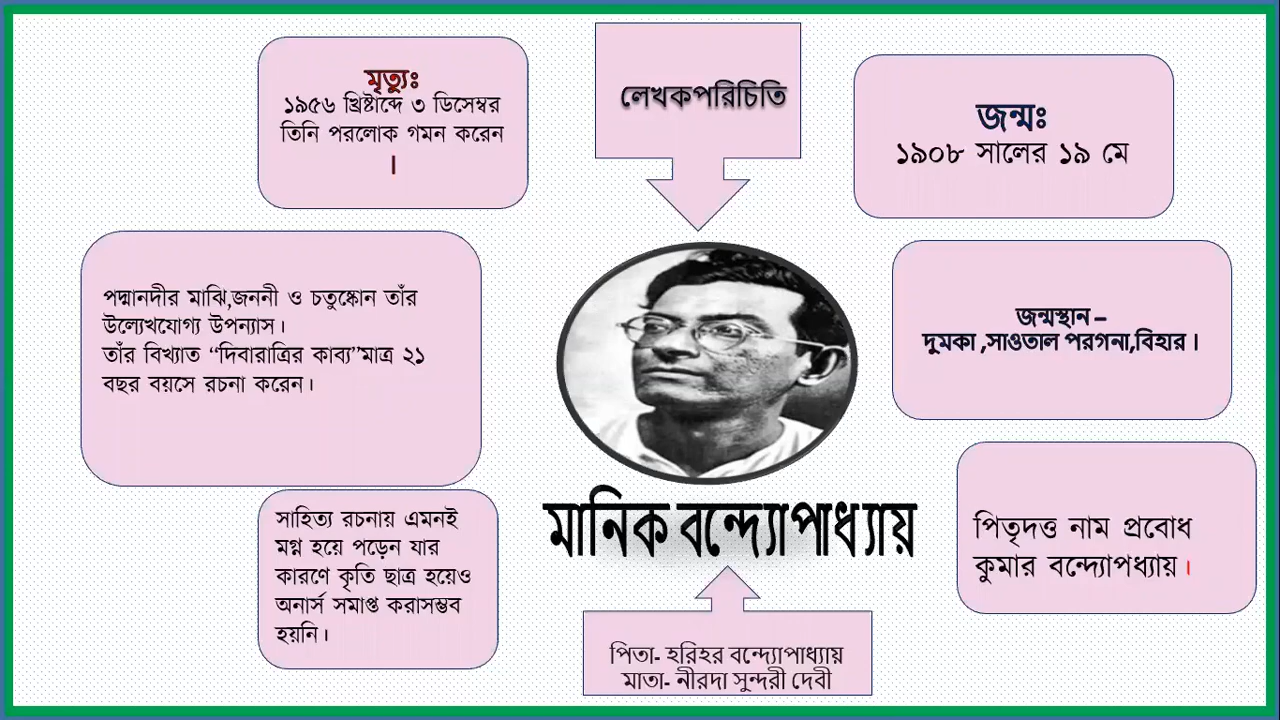 লেখকপরিচিতি
মৃত্যুঃ
১৯৫৬ খ্রিষ্টাব্দে ৩ ডিসেম্বর
তিনি পরলোক গমন করেন
।
জন্মঃ
১৯০৮ সালের ১৯ মে
পদ্মানদীর মাঝি,জননী ও চতুষ্কোন তাঁর
উল্যেখযোগ্য উপন্যাস।
তাঁর বিখ্যাত “দিবারাত্রির কাব্য”মাত্র ২১
বছর বয়সে রচনা করেন।
জন্মস্থান –
দুমকা ,সাওতাল পরগনা,বিহার।
সাহিত্য রচনায় এমনই
মগ্ন হয়ে পড়েন যার
কারণে কৃতি ছাত্র হয়েও
অনার্স সমাপ্ত করাসম্ভব
হয়নি।
মানিক বন্দ্যোপাধ্যায়
পিতৃদত্ত নাম প্রবোধ
কুমার বন্দ্যোপধ্যায়।
পিতা- হরিহর বন্দ্যোপাধ্যায়
মাতা- নীরদা সুন্দরী দেবী